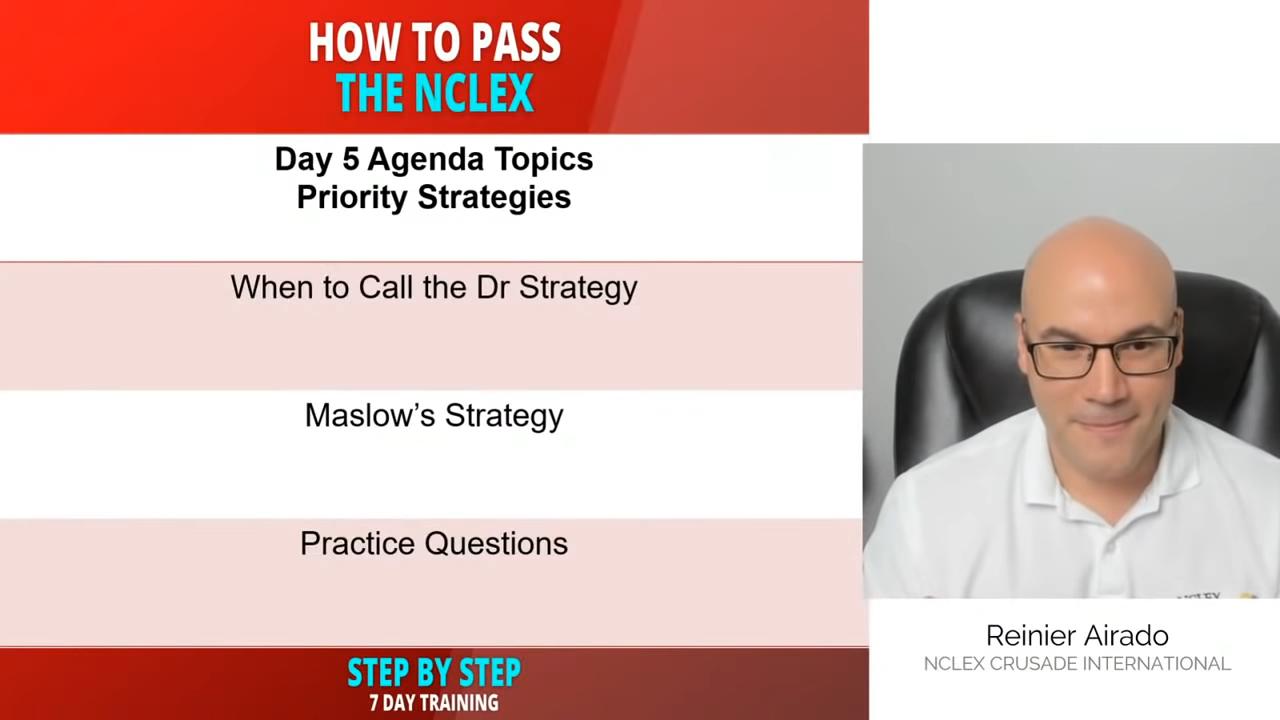 HOW TO PASS
THE NCLEX
Day 5 Agenda Topics
Priority Strategies
When to Call the Dr Strategy
Maslow’s Strategy
Practice Questions
STEP BY STEP
7 DAY TRAINING
NCLEX
Reinier Airado
NCLEX CRUSADE INTERNATIONAL